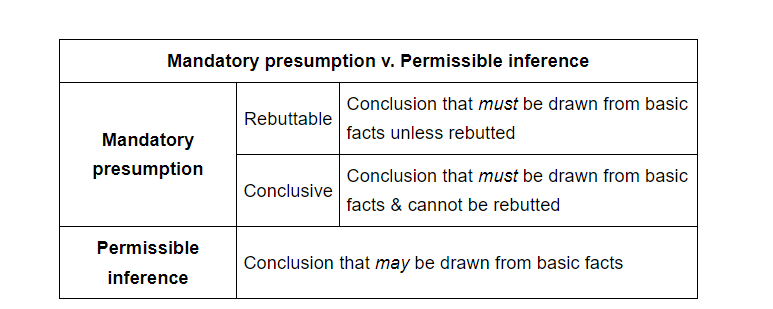 Mandatory presumption v. Permissible inference
Mandatory
presumption
Rebuttable
Conclusion that must be drawn from basic
facts unless rebutted
Conclusive
Conclusion that must be drawn from basic
facts & cannot be rebutted
Permissible
inference
Conclusion that may be drawn from basic facts